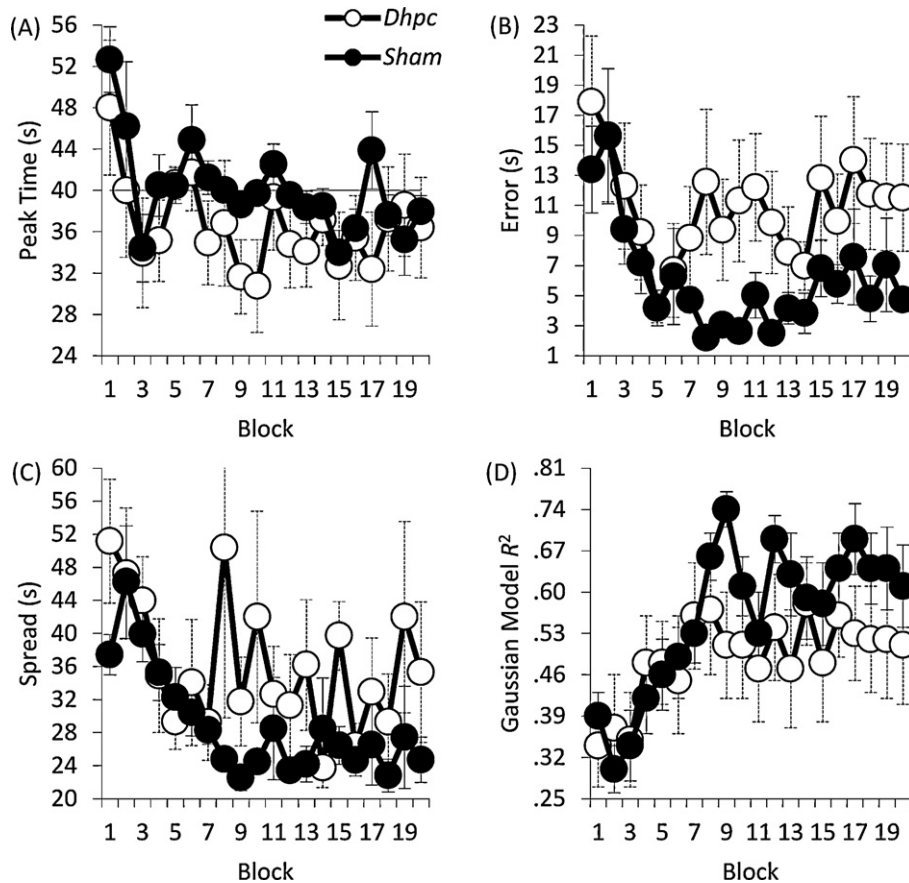 (A)
Dhpc
Sham
Peak Time (s)
56
52
48
44
40
36
32
28
24
1 3 5 7 9 11 13 15 17 19
Block
(B)
Error (s)
23
21
19
17
15
13
11
9
7
5
3
1
1 3 5 7 9 11 13 15 17 19
Block
(C)
Spread (s)
60
56
52
48
44
40
36
32
28
24
20
1 3 5 7 9 11 13 15 17 19
Block
(D)
Gaussian Model R²
.81
.74
.67
.60
.53
.46
.39
.32
.25
1 3 5 7 9 11 13 15 17 19
Block